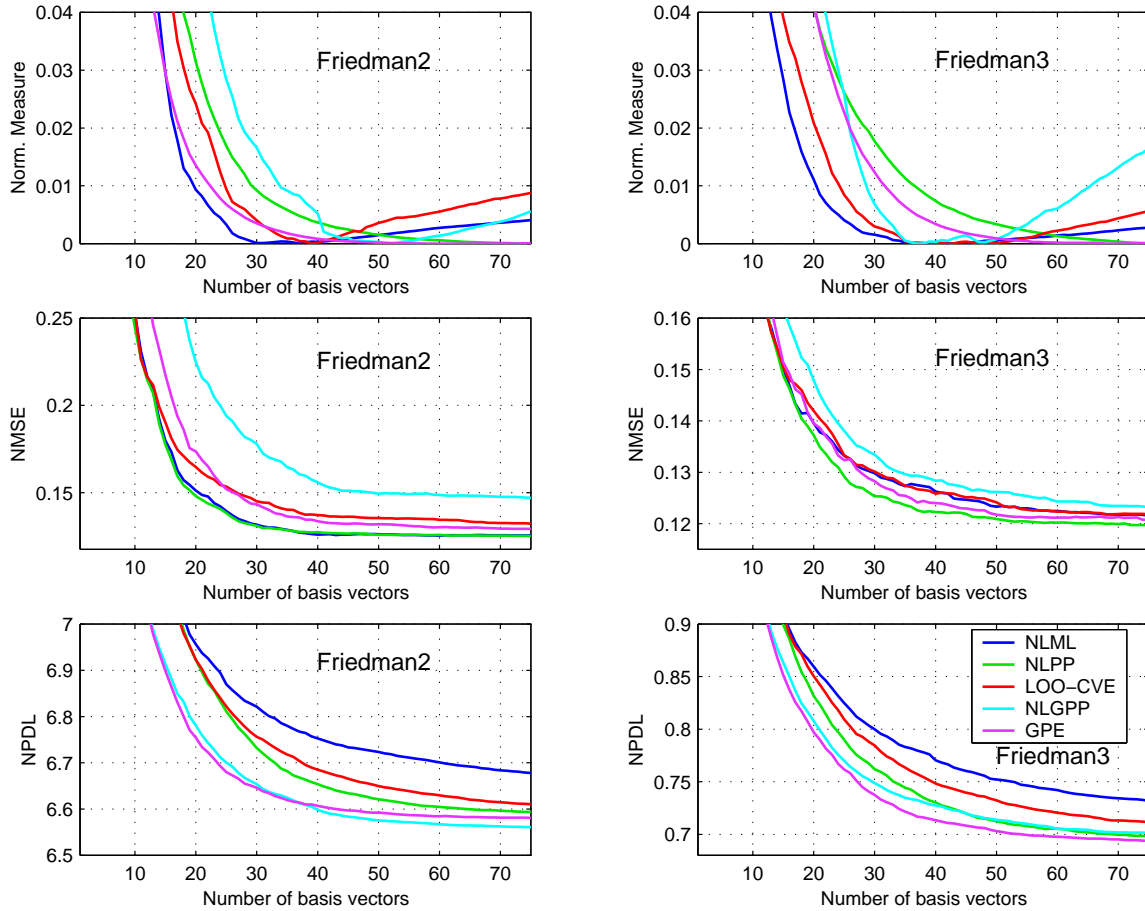 0.04
0.03
0.02
0.01
0
Norm. Measure
Friedman2
10 20 30 40 50 60 70
Number of basis vectors
0.04
0.03
0.02
0.01
0
Norm. Measure
Friedman3
10 20 30 40 50 60 70
Number of basis vectors
0.25
0.2
0.15
NMSE
Friedman2
10 20 30 40 50 60 70
Number of basis vectors
0.16
0.15
0.14
0.13
0.12
NMSE
Friedman3
10 20 30 40 50 60 70
Number of basis vectors
7
6.9
6.8
6.7
6.6
6.5
NPDL
Friedman2
10 20 30 40 50 60 70
Number of basis vectors
0.9
0.85
0.8
0.75
0.7
NPDL
NLML
NLPP
LOO−CVE
NLGPP
GPE
Friedman3
10 20 30 40 50 60 70
Number of basis vectors